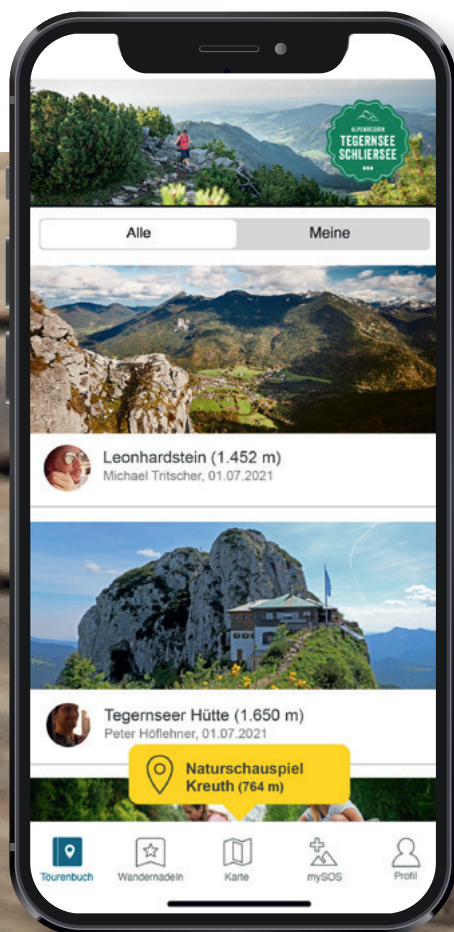 ALPENREGION
TEGERNSEE
SCHLIERSEE
Alle
Meine
Leonhardstein (1.452 m)
Michael Tritscher, 01.07.2021
Tegernseer Hütte (1.650 m)
Peter Höflehner, 01.07.2021
Naturschauspiel
Kreuth (764 m)
Tourenbuch
Wandernadeln
Karte
mySOS
Profil